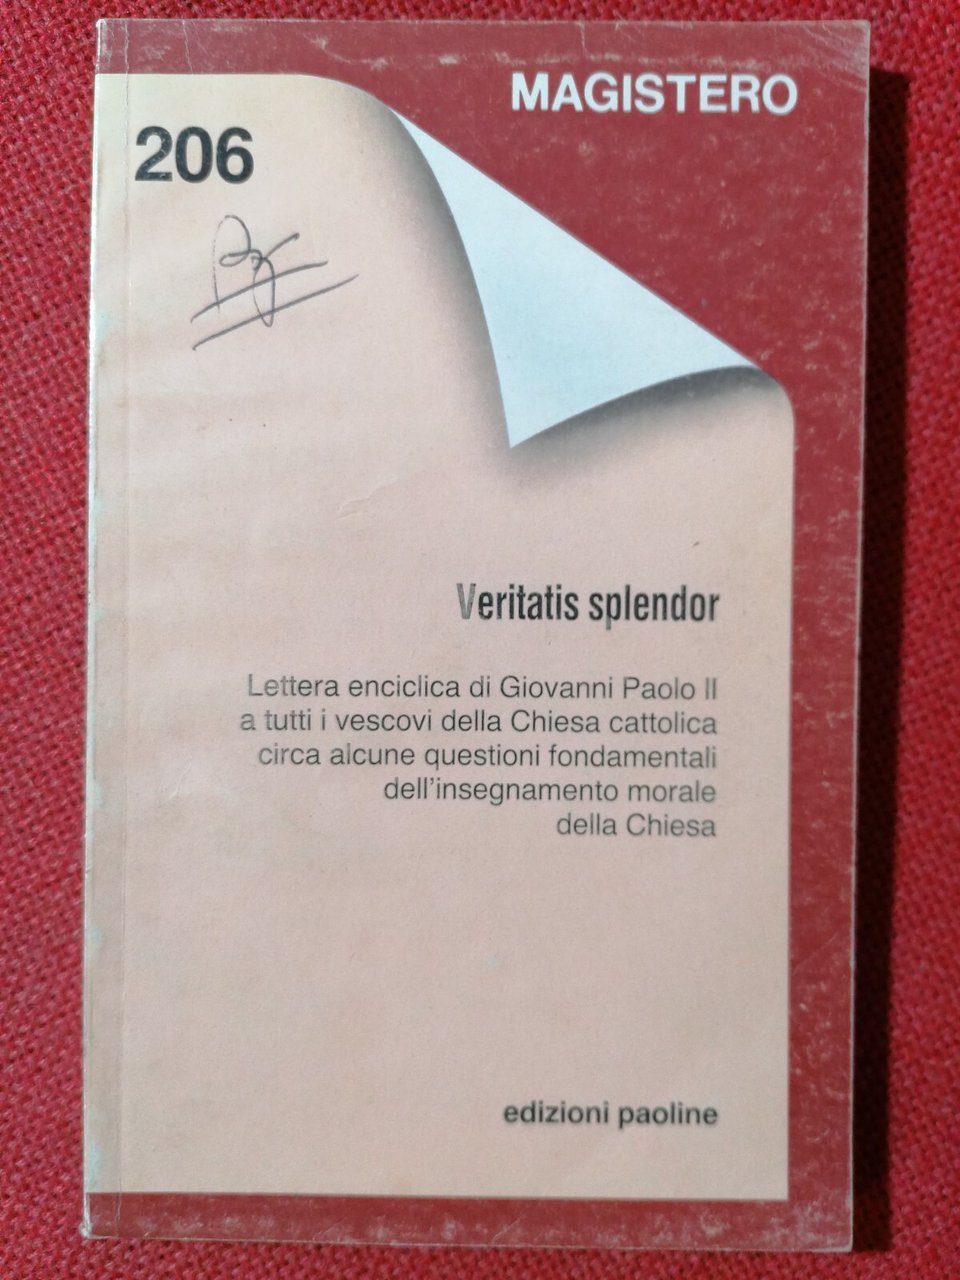 MAGISTERO
206
Veritatis splendor
Lettera enciclica di Giovanni Paolo II
a tutti i vescovi della Chiesa cattolica
circa alcune questioni fondamentali
dell'insegnamento morale
della Chiesa
edizioni paoline